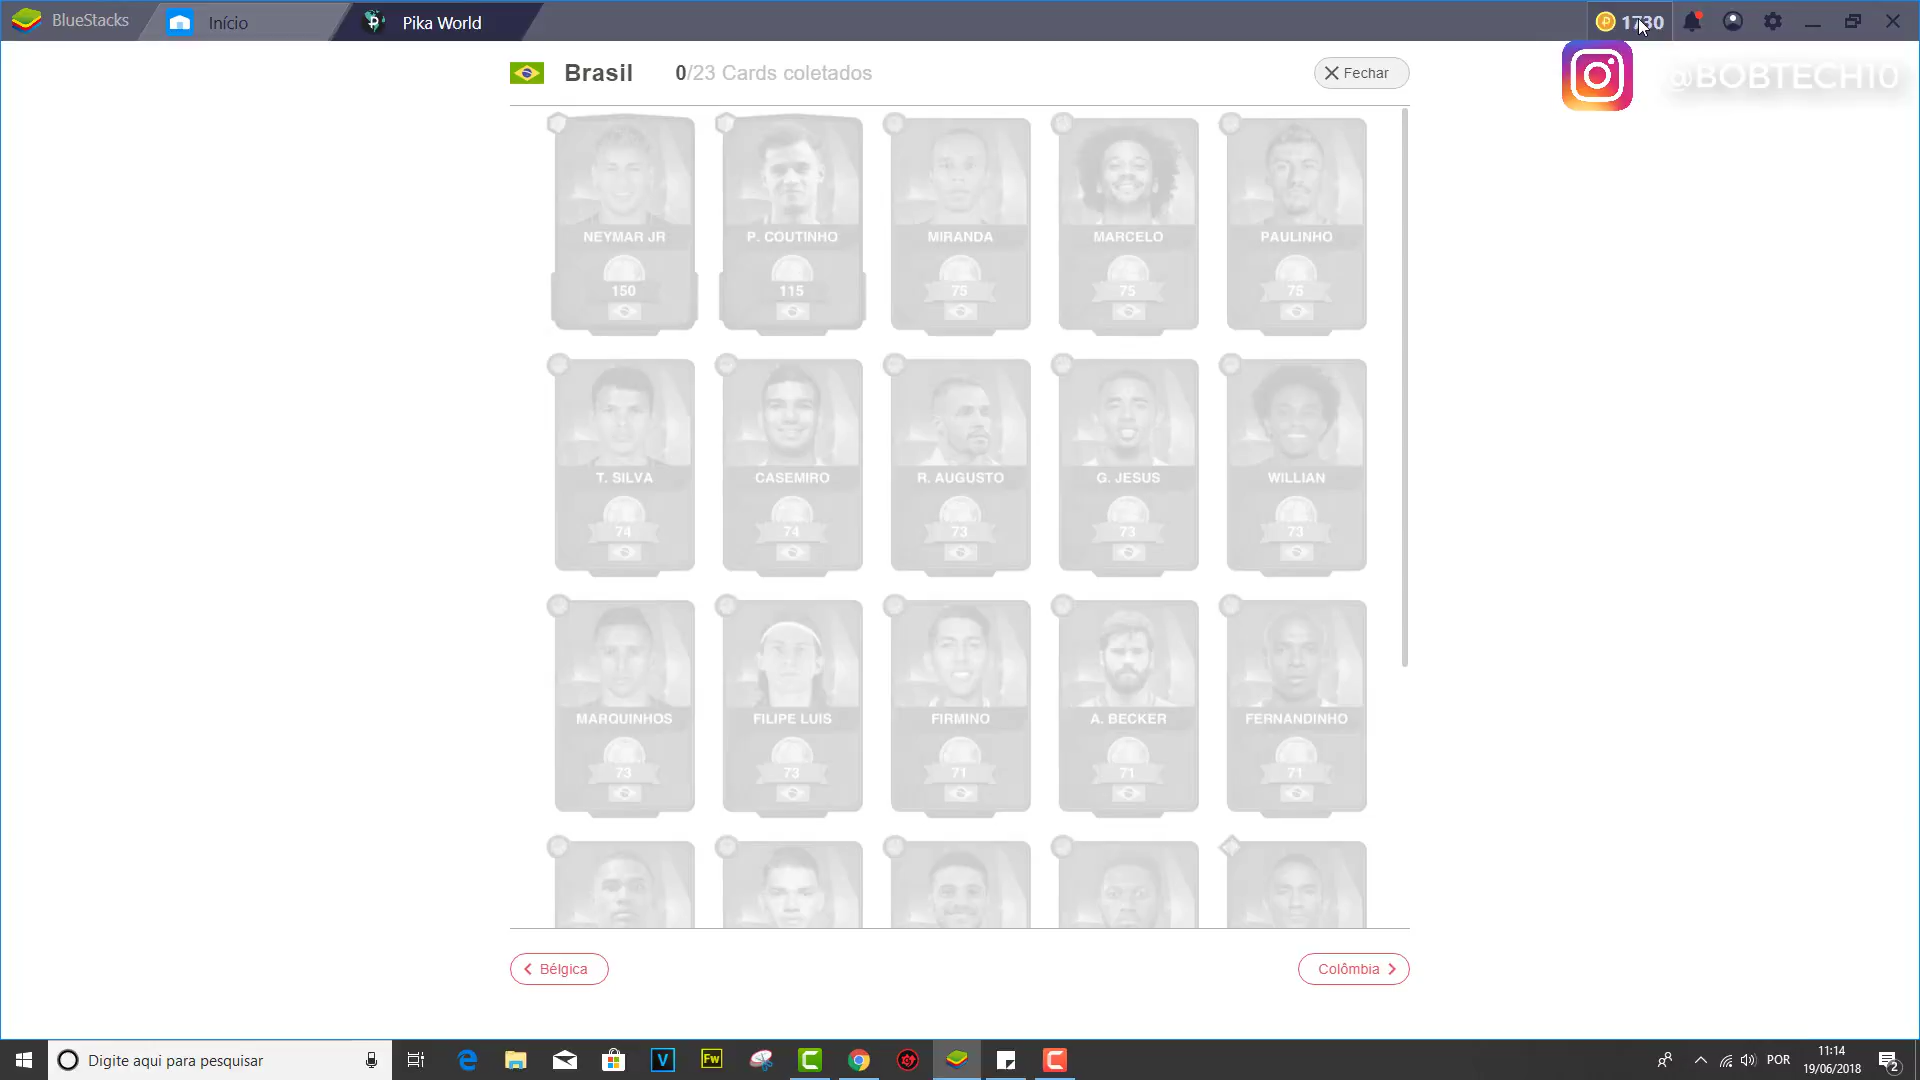 BlueStacks
Início
Pika World
1730
Brasil
0/23 Cards coletados
Fechar
@BOBTECH10
NEYMAR JR
P. COUTINHO
MIRANDA
MARCELO
PAULINHO
150
115
75
75
75
T. SILVA
CASEMIRO
R. AUGUSTO
G. JESUS
WILLIAN
74
74
73
73
73
MARQUINHOS
FILIPE LUIS
FIRMINO
A. BECKER
FERNANDINHO
73
73
71
71
71
Bélgica
Colômbia
Digite aqui para pesquisar
V
Fw
POR
11:14
19/06/2018
2